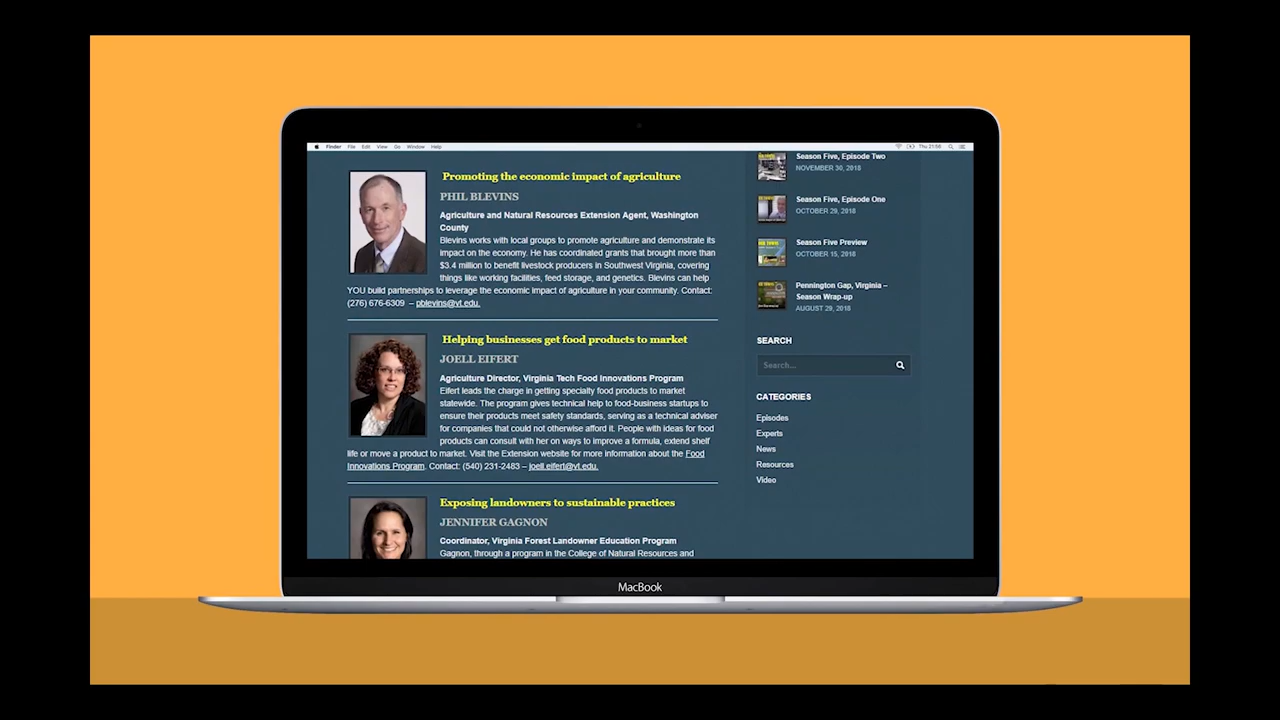 Finder File Edit View Go Window Help
Thu 21:58
Promoting the economic impact of agriculture
PHIL BLEVINS
Agriculture and Natural Resources Extension Agent, Washington
County
Blevins works with local groups to promote agriculture and demonstrate its
impact on the economy. He has coordinated grants that brought more than
$3.4 million to benefit livestock producers in Southwest Virginia, covering
things like working facilities, feed storage, and genetics. Blevins can help
YOU build partnerships to leverage the economic impact of agriculture in your community. Contact:
(276) 676-6309 – pblevins@vt.edu.
Helping businesses get food products to market
JOELL EIFERT
Agriculture Director, Virginia Tech Food Innovations Program
Eifert leads the charge in getting specialty food products to market
statewide. The program gives technical help to food-business startups to
ensure their products meet safety standards, serving as a technical adviser
for companies that could not otherwise afford it. People with ideas for food
products can consult with her on ways to improve a formula, extend shelf
life or move a product to market. Visit the Extension website for more information about the Food
Innovations Program. Contact: (540) 231-2483 – joell.eifert@vt.edu.
Exposing landowners to sustainable practices
JENNIFER GAGNON
Coordinator, Virginia Forest Landowner Education Program
Gagnon, through a program in the College of Natural Resources and
Season Five, Episode Two
NOVEMBER 30, 2018
Season Five, Episode One
OCTOBER 29, 2018
Season Five Preview
OCTOBER 15, 2018
Pennington Gap, Virginia –
Season Wrap-up
AUGUST 29, 2018
SEARCH
Search...
CATEGORIES
Episodes
Experts
News
Resources
Video
MacBook